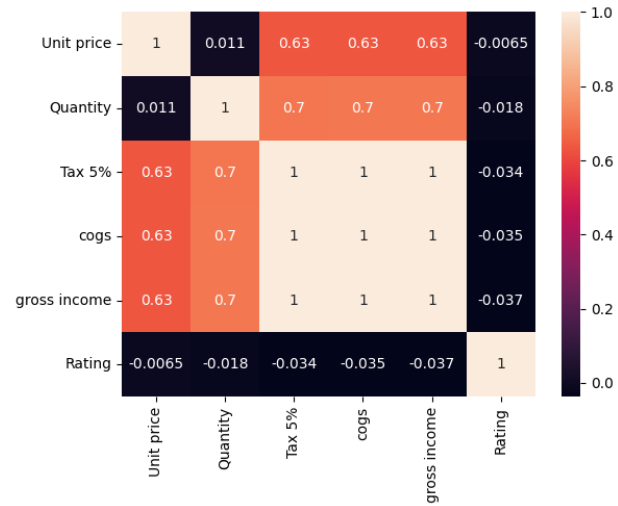 Unit price 1 0.011 0.63 0.63 0.63 -0.0065
Quantity 0.011 1 0.7 0.7 0.7 -0.018
Tax 5% 0.63 0.7 1 1 1 -0.034
cogs 0.63 0.7 1 1 1 -0.035
gross income 0.63 0.7 1 1 1 -0.037
Rating -0.0065 -0.018 -0.034 -0.035 -0.037 1
Unit price
Quantity
Tax 5%
cogs
gross income
Rating
1.0
0.8
0.6
0.4
0.2
0.0